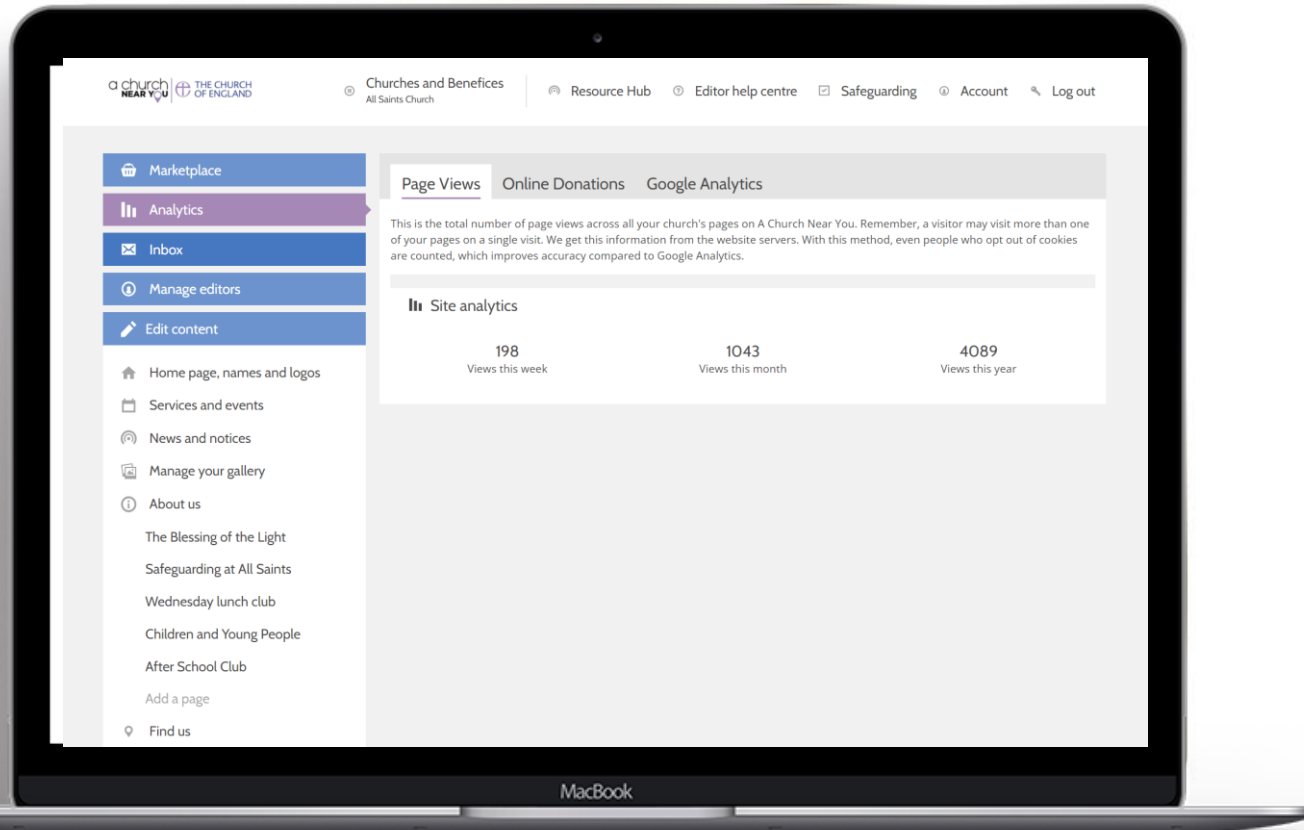 a church NEAR YOU THE CHURCH OF ENGLAND
Churches and Benefices
All Saints Church
Resource Hub
Editor help centre
Safeguarding
Account
Log out
Marketplace
Analytics
Inbox
Manage editors
Edit content
Home page, names and logos
Services and events
News and notices
Manage your gallery
About us
The Blessing of the Light
Safeguarding at All Saints
Wednesday lunch club
Children and Young People
After School Club
Add a page
Find us
Page Views
Online Donations
Google Analytics
This is the total number of page views across all your church's pages on A Church Near You. Remember, a visitor may visit more than one
of your pages on a single visit. We get this information from the website servers. With this method, even people who opt out of cookies
are counted, which improves accuracy compared to Google Analytics.
Site analytics
198
Views this week
1043
Views this month
4089
Views this year
MacBook